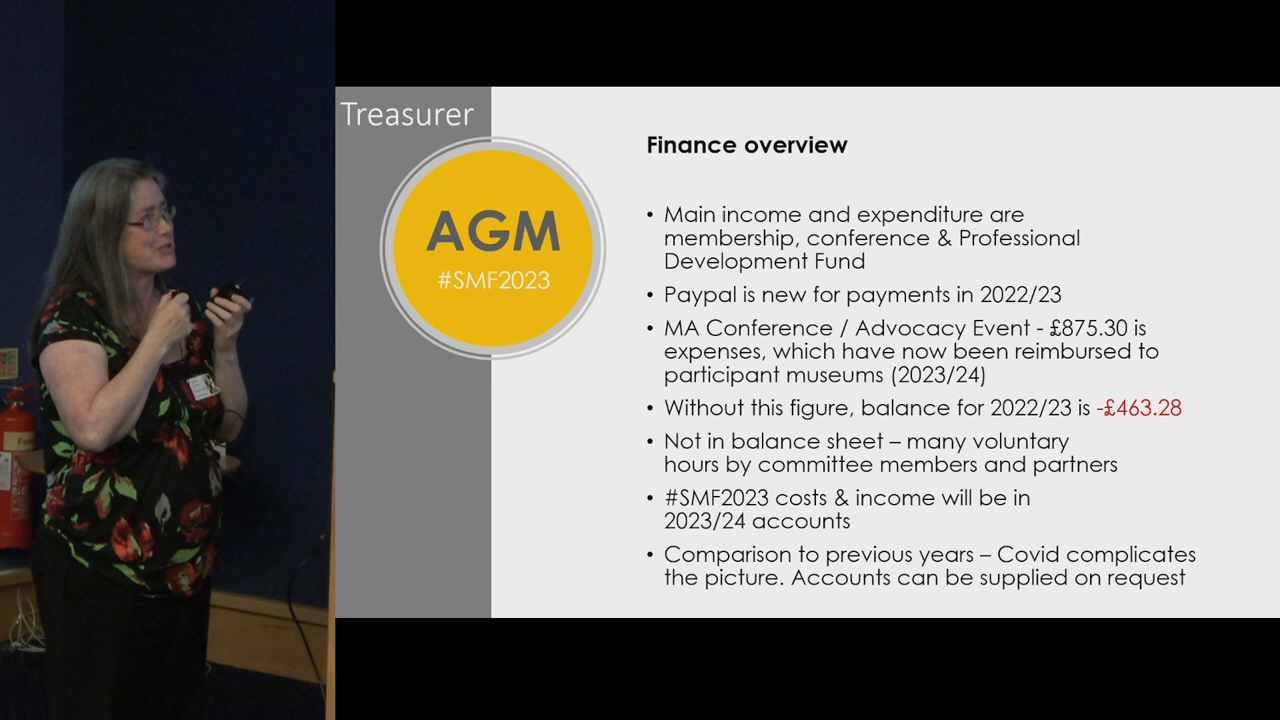 Treasurer
AGM
#SMF2023
Finance overview
• Main income and expenditure are
membership, conference & Professional
Development Fund
• Paypal is new for payments in 2022/23
• MA Conference / Advocacy Event - £875.30 is
expenses, which have now been reimbursed to
participant museums (2023/24)
• Without this figure, balance for 2022/23 is -£463.28
• Not in balance sheet – many voluntary
hours by committee members and partners
• #SMF2023 costs & income will be in
2023/24 accounts
• Comparison to previous years – Covid complicates
the picture. Accounts can be supplied on request